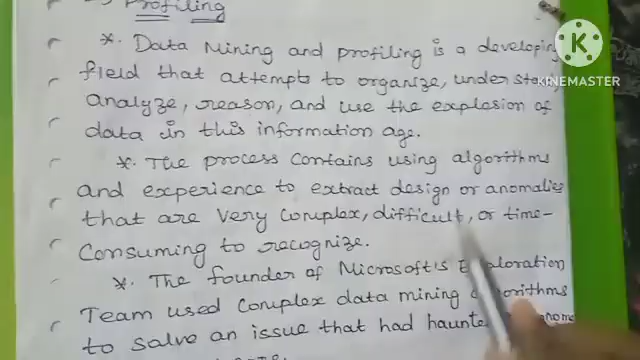 Profiling
*. Data Mining and profiling is a developing
field that attempts to organize, under
analyze, reason, and use the explosion of
data in this information age.
*. The process contains using algorithms
and experience to extract design or anomalies
that are very complex, difficult, or time-
consuming to recognize.
*. The founder of Microsoft's Exploration
Team used complex data mining algorithms
to solve an issue that had haunted
KINEMASTER